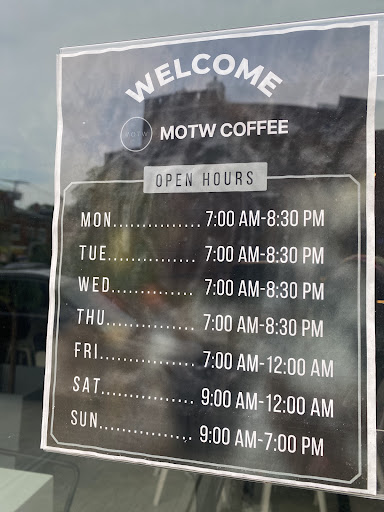 WELCOME
MOTW MOTW COFFEE
OPEN HOURS
MON............... 7:00 AM-8:30 PM
TUE............... 7:00 AM-8:30 PM
WED.............. 7:00 AM-8:30 PM
THU............... 7:00 AM-8:30 PM
FRI................ 7:00 AM-12:00 AM
SAT................ 9:00 AM-12:00 AM
SUN................ 9:00 AM-7:00 PM